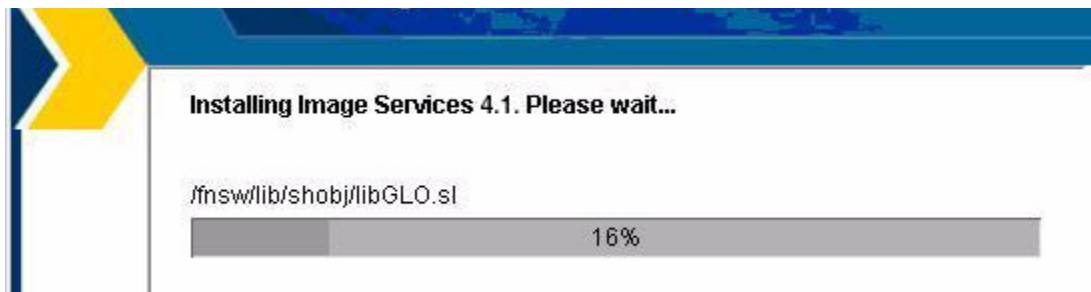 Installing Image Services 4.1. Please wait...
/fnsw/lib/shobj/libGLO.sl
16%